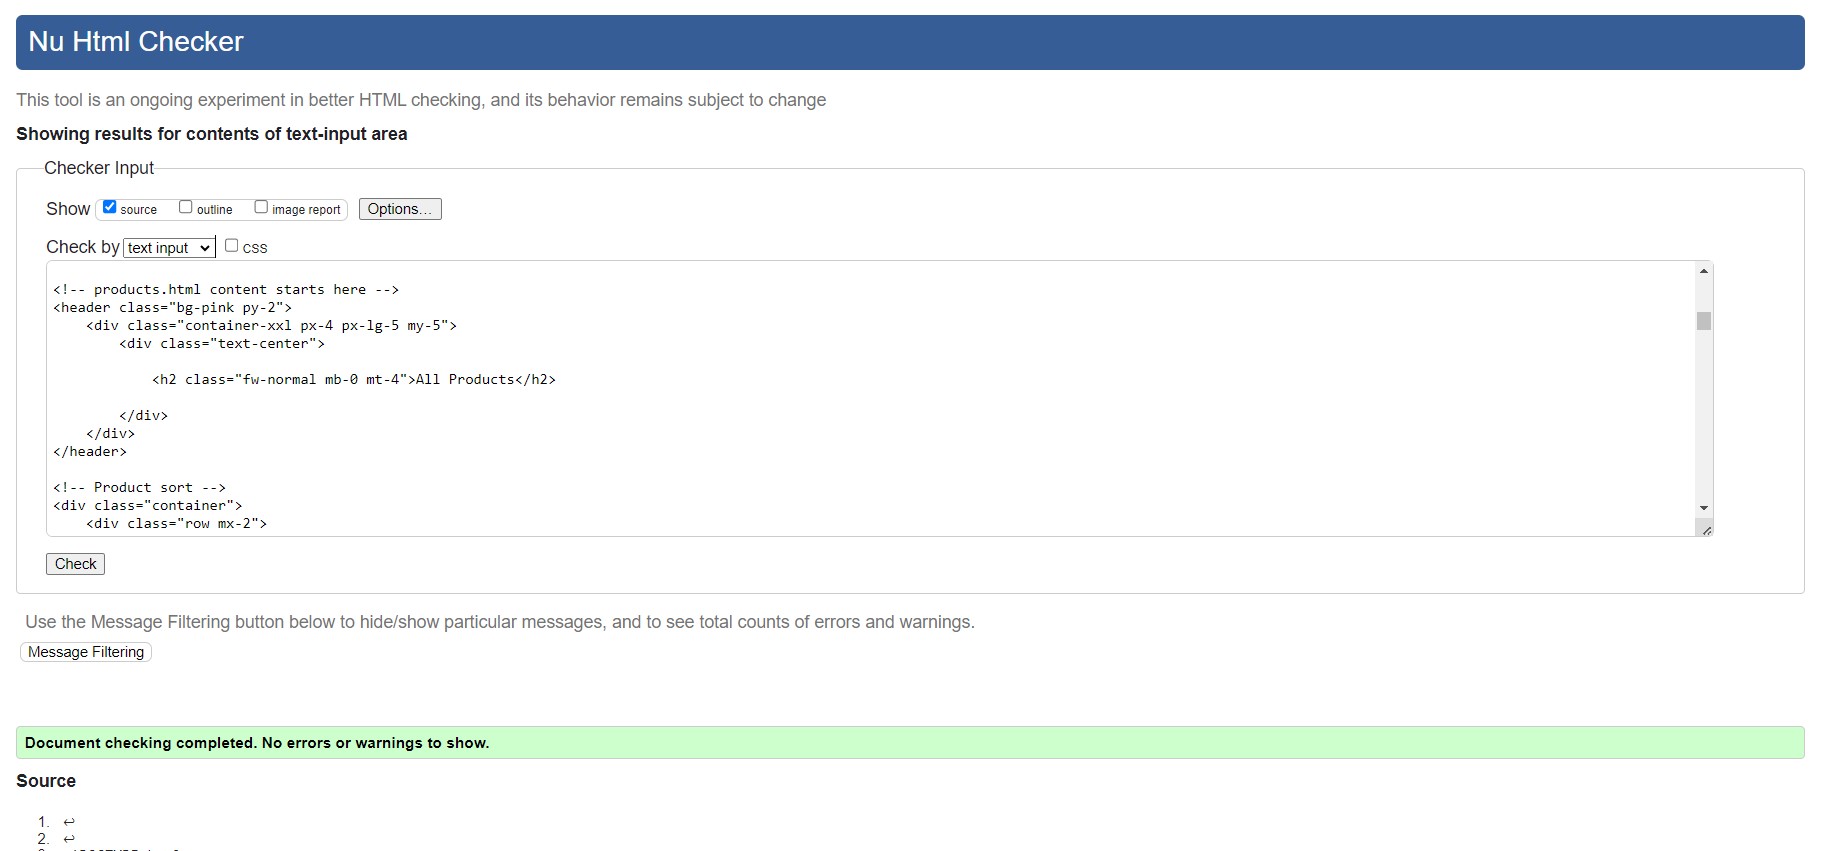 Nu Html Checker
This tool is an ongoing experiment in better HTML checking, and its behavior remains subject to change
Showing results for contents of text-input area
Checker Input
Show source outline image report Options...
Check by text input css
<!-- products.html content starts here -->
<header class="bg-pink py-2">
<div class="container-xxl px-4 px-lg-5 my-5">
<div class="text-center">
<h2 class="fw-normal mb-0 mt-4">All Products</h2>
</div>
</div>
</header>
<!-- Product sort -->
<div class="container">
<div class="row mx-2">
Check
Use the Message Filtering button below to hide/show particular messages, and to see total counts of errors and warnings.
Message Filtering
Document checking completed. No errors or warnings to show.
Source
1. ↩
2. ↩